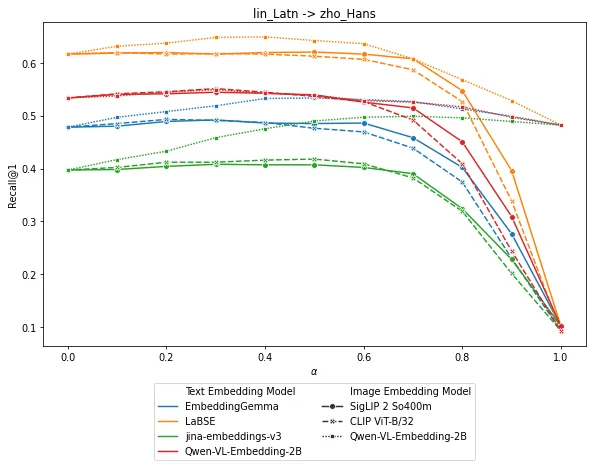 lin_Latn -> zho_Hans
Recall@1
0.6
0.5
0.4
0.3
0.2
0.1
0.0
0.2
0.4
0.6
0.8
1.0
α
Text Embedding Model
EmbeddingGemma
LaBSE
jina-embeddings-v3
Qwen-VL-Embedding-2B
Image Embedding Model
SigLIP 2 So400m
CLIP ViT-B/32
Qwen-VL-Embedding-2B